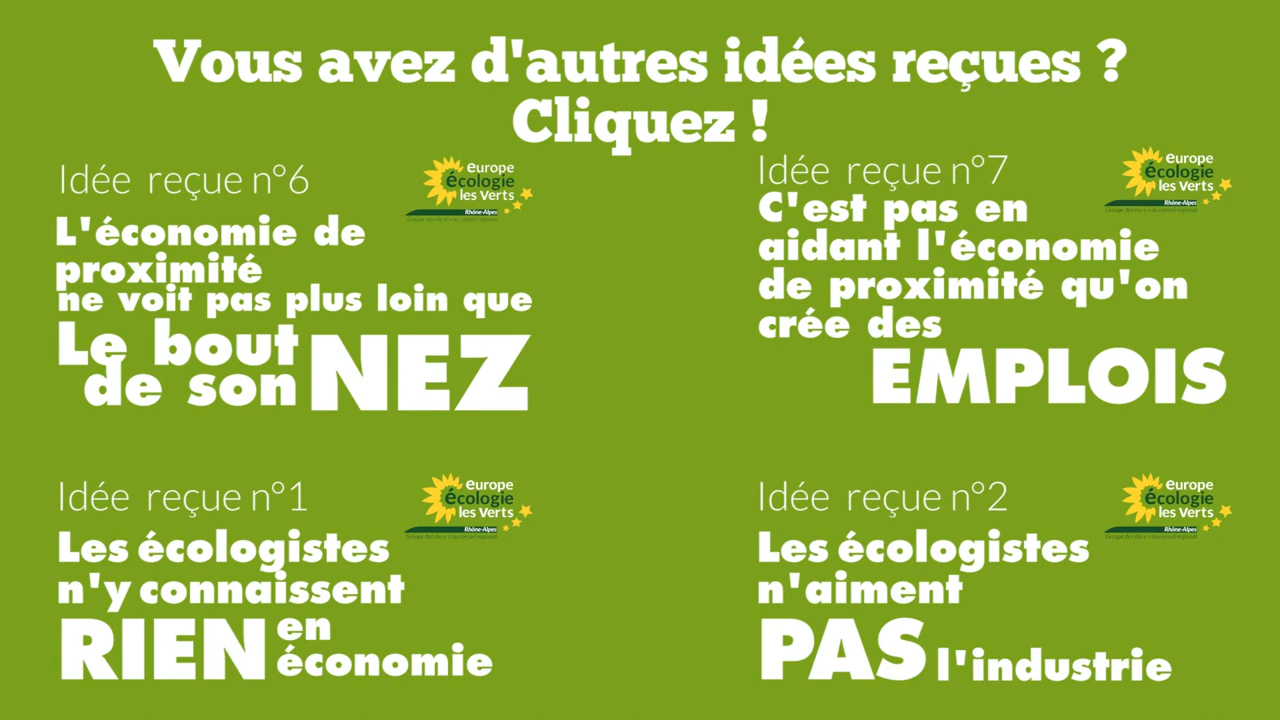 Vous avez d'autres idées reçues ?
Cliquez !
Idée reçue n°6
europe
écologie
les Verts
Rhône-Alpes
L'économie de
proximité
ne voit pas plus loin que
Le bout
de son NEZ
Idée reçue n°7
europe
écologie
les Verts
Rhône-Alpes
C'est pas en
aidant l'économie
de proximité qu'on
crée des
EMPLOIS
Idée reçue n°1
europe
écologie
les Verts
Rhône-Alpes
Les écologistes
n'y connaissent
RIEN en
économie
Idée reçue n°2
europe
écologie
les Verts
Rhône-Alpes
Les écologistes
n'aiment
PAS l'industrie